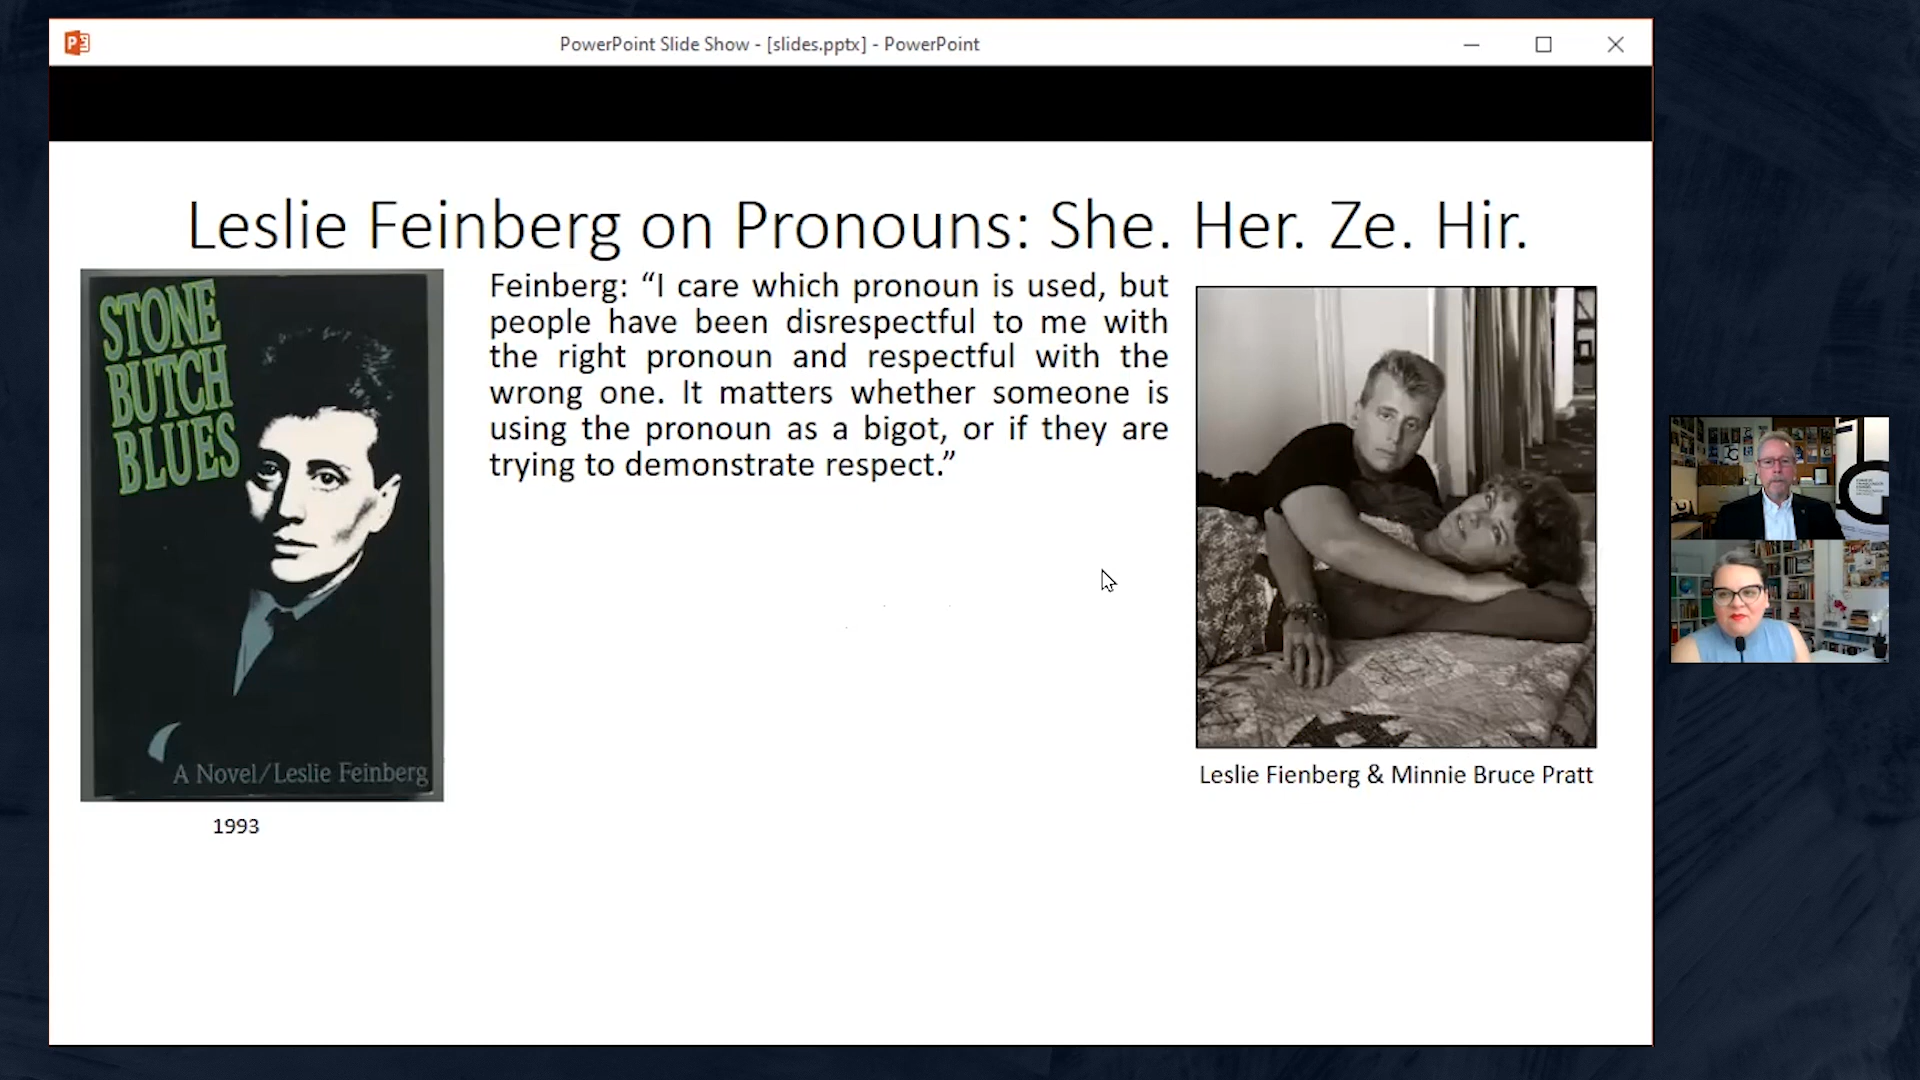 PowerPoint Slide Show - [slides.pptx] - PowerPoint
Leslie Feinberg on Pronouns: She. Her. Ze. Hir.
STONE
BUTCH
BLUES
A Novel/Leslie Feinberg
1993
Feinberg: “I care which pronoun is used, but
people have been disrespectful to me with
the right pronoun and respectful with the
wrong one. It matters whether someone is
using the pronoun as a bigot, or if they are
trying to demonstrate respect.”
Leslie Fienberg & Minnie Bruce Pratt